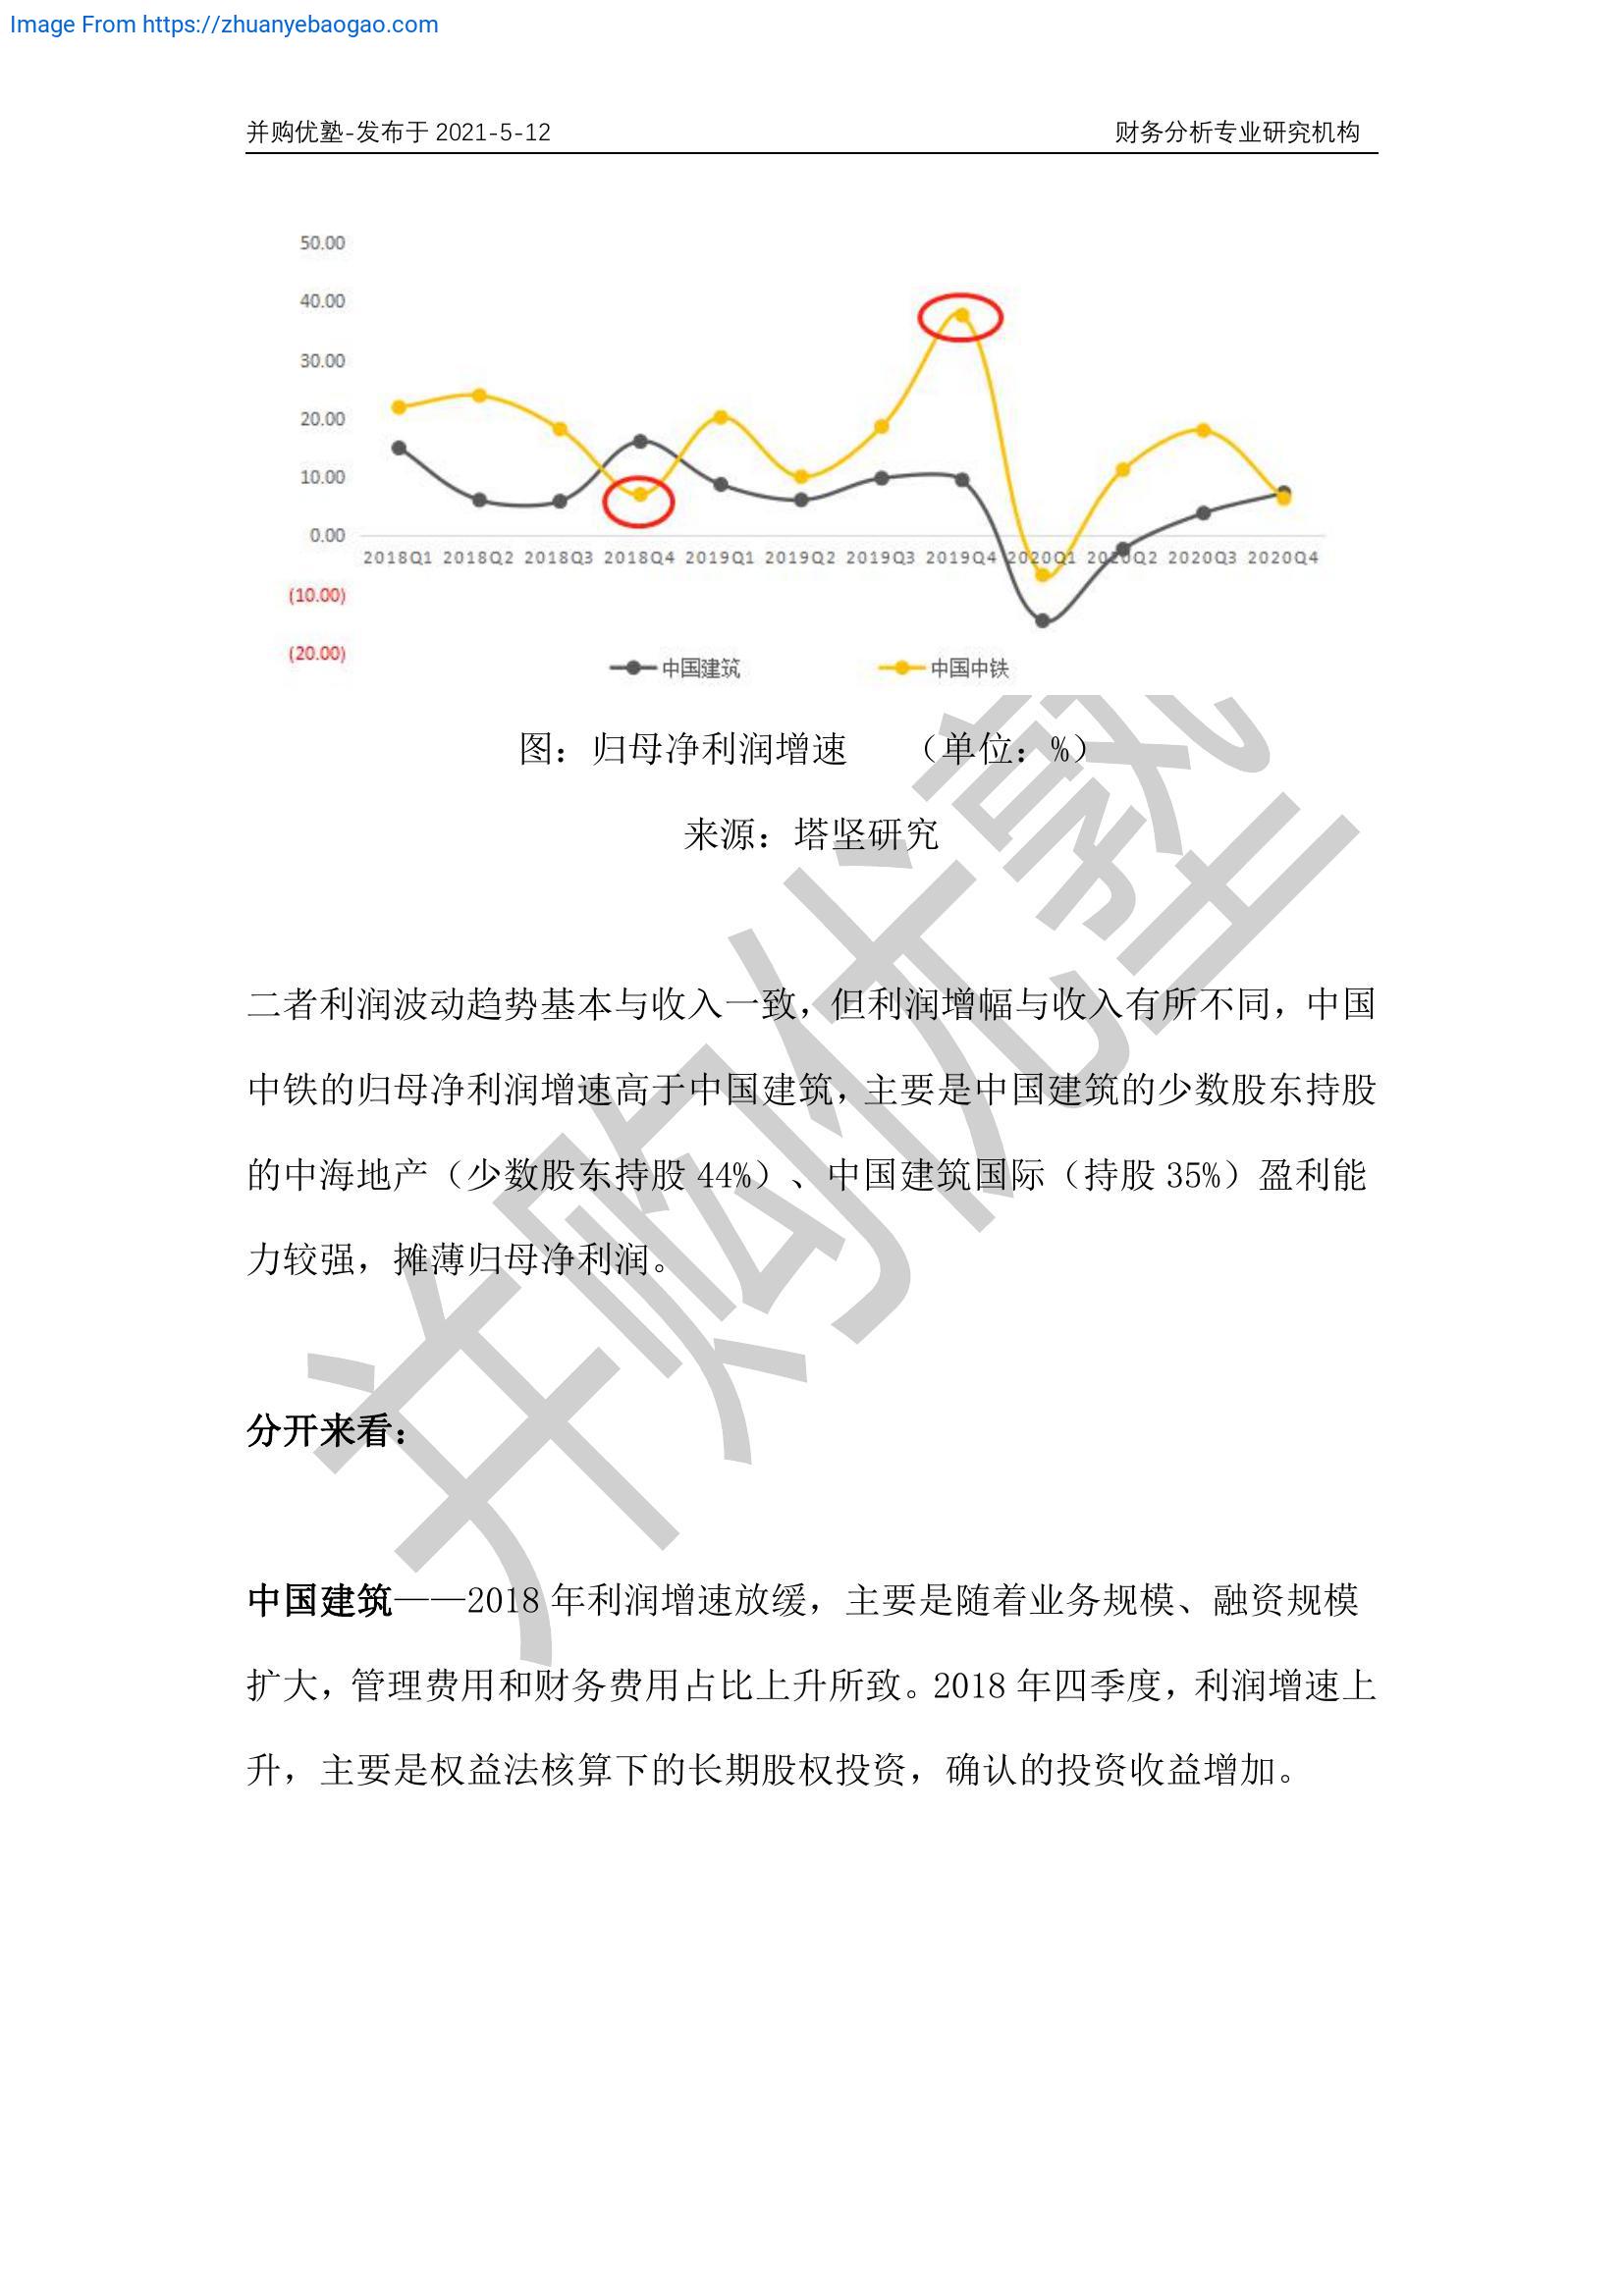 Image From https://zhuanyebaogao.com
并购优塾-发布于 2021-5-12 财务分析专业研究机构
50.00
40.00
30.00
20.00
10.00
0.00
2018Q1 2018Q2 2018Q3 2018Q4 2019Q1 2019Q2 2019Q3 2019Q4 2020Q1 2020Q2 2020Q3 2020Q4
(10.00)
(20.00)
中国建筑 中国中铁
图：归母净利润增速 （单位：%）
来源：塔坚研究
二者利润波动趋势基本与收入一致，但利润增幅与收入有所不同，中国
中铁的归母净利润增速高于中国建筑，主要是中国建筑的少数股东持股
的中海地产（少数股东持股 44%）、中国建筑国际（持股 35%）盈利能
力较强，摊薄归母净利润。
分开来看：
中国建筑——2018 年利润增速放缓，主要是随着业务规模、融资规模
扩大，管理费用和财务费用占比上升所致。2018 年四季度，利润增速上
升，主要是权益法核算下的长期股权投资，确认的投资收益增加。
并购优塾